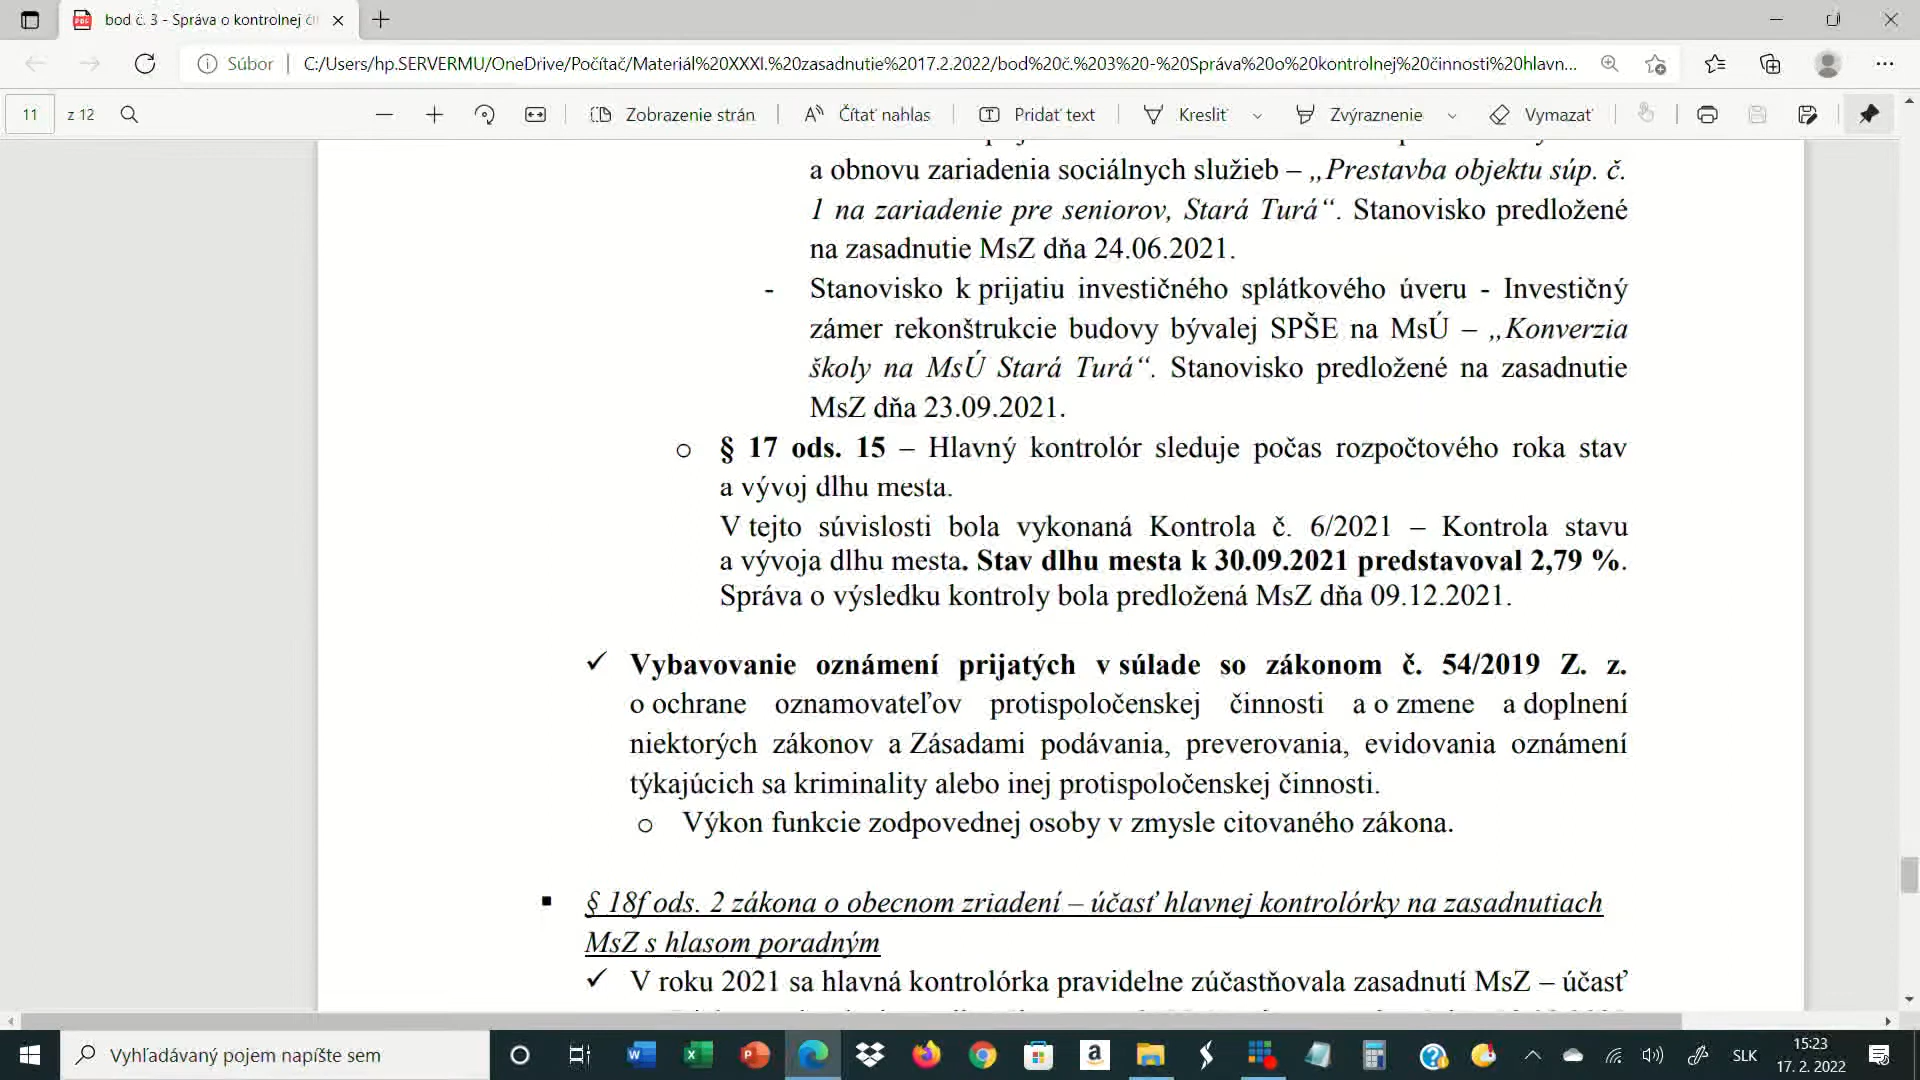 bod č. 3 - Správa o kontrolnej či
Súbor
C:/Users/hp.SERVERMU/OneDrive/Počítač/Materiál%20XXXI.%20zasadnutie%2017.2.2022/bod%20č.%203%20-%20Správa%20o%20kontrolnej%20činnosti%20hlavn...
11 z 12
Zobrazenie strán
Čítať nahlas
Pridať text
Kresliť
Zvýraznenie
Vymazať
a obnovu zariadenia sociálnych služieb – „Prestavba objektu súp. č.
1 na zariadenie pre seniorov, Stará Turá“. Stanovisko predložené
na zasadnutie MsZ dňa 24.06.2021.
- Stanovisko k prijatiu investičného splátkového úveru - Investičný
zámer rekonštrukcie budovy bývalej SPŠE na MsÚ – „Konverzia
školy na MsÚ Stará Turá“. Stanovisko predložené na zasadnutie
MsZ dňa 23.09.2021.
o § 17 ods. 15 – Hlavný kontrolór sleduje počas rozpočtového roka stav
a vývoj dlhu mesta.
V tejto súvislosti bola vykonaná Kontrola č. 6/2021 – Kontrola stavu
a vývoja dlhu mesta. Stav dlhu mesta k 30.09.2021 predstavoval 2,79 %.
Správa o výsledku kontroly bola predložená MsZ dňa 09.12.2021.
✓ Vybavovanie oznámení prijatých v súlade so zákonom č. 54/2019 Z. z.
o ochrane oznamovateľov protispoločenskej činnosti a o zmene a doplnení
niektorých zákonov a Zásadami podávania, preverovania, evidovania oznámení
týkajúcich sa kriminality alebo inej protispoločenskej činnosti.
o Výkon funkcie zodpovednej osoby v zmysle citovaného zákona.
▪ § 18f ods. 2 zákona o obecnom zriadení – účasť hlavnej kontrolórky na zasadnutiach
MsZ s hlasom poradným
✓ V roku 2021 sa hlavná kontrolórka pravidelne zúčastňovala zasadnutí MsZ – účasť
Vyhľadávaný pojem napíšte sem
SLK
15:23
17. 2. 2022